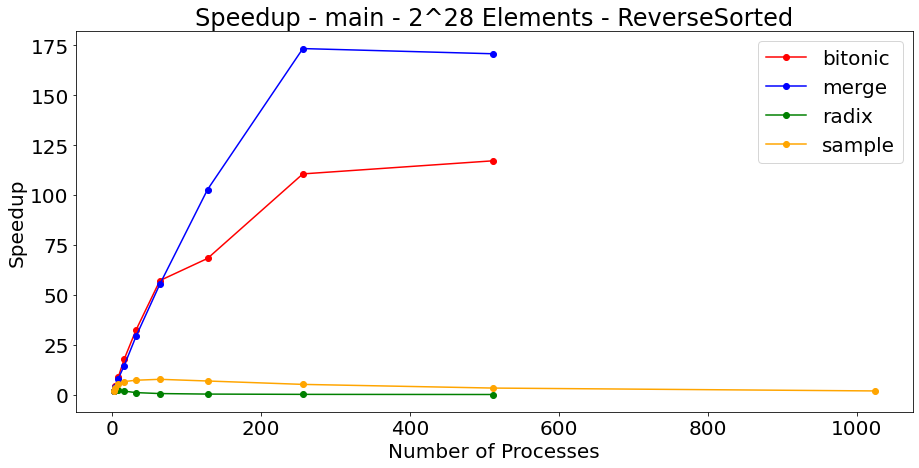 Speedup - main - 2^28 Elements - ReverseSorted
175
150
125
100
75
50
25
0
Speedup
bitonic
merge
radix
sample
0 200 400 600 800 1000
Number of Processes